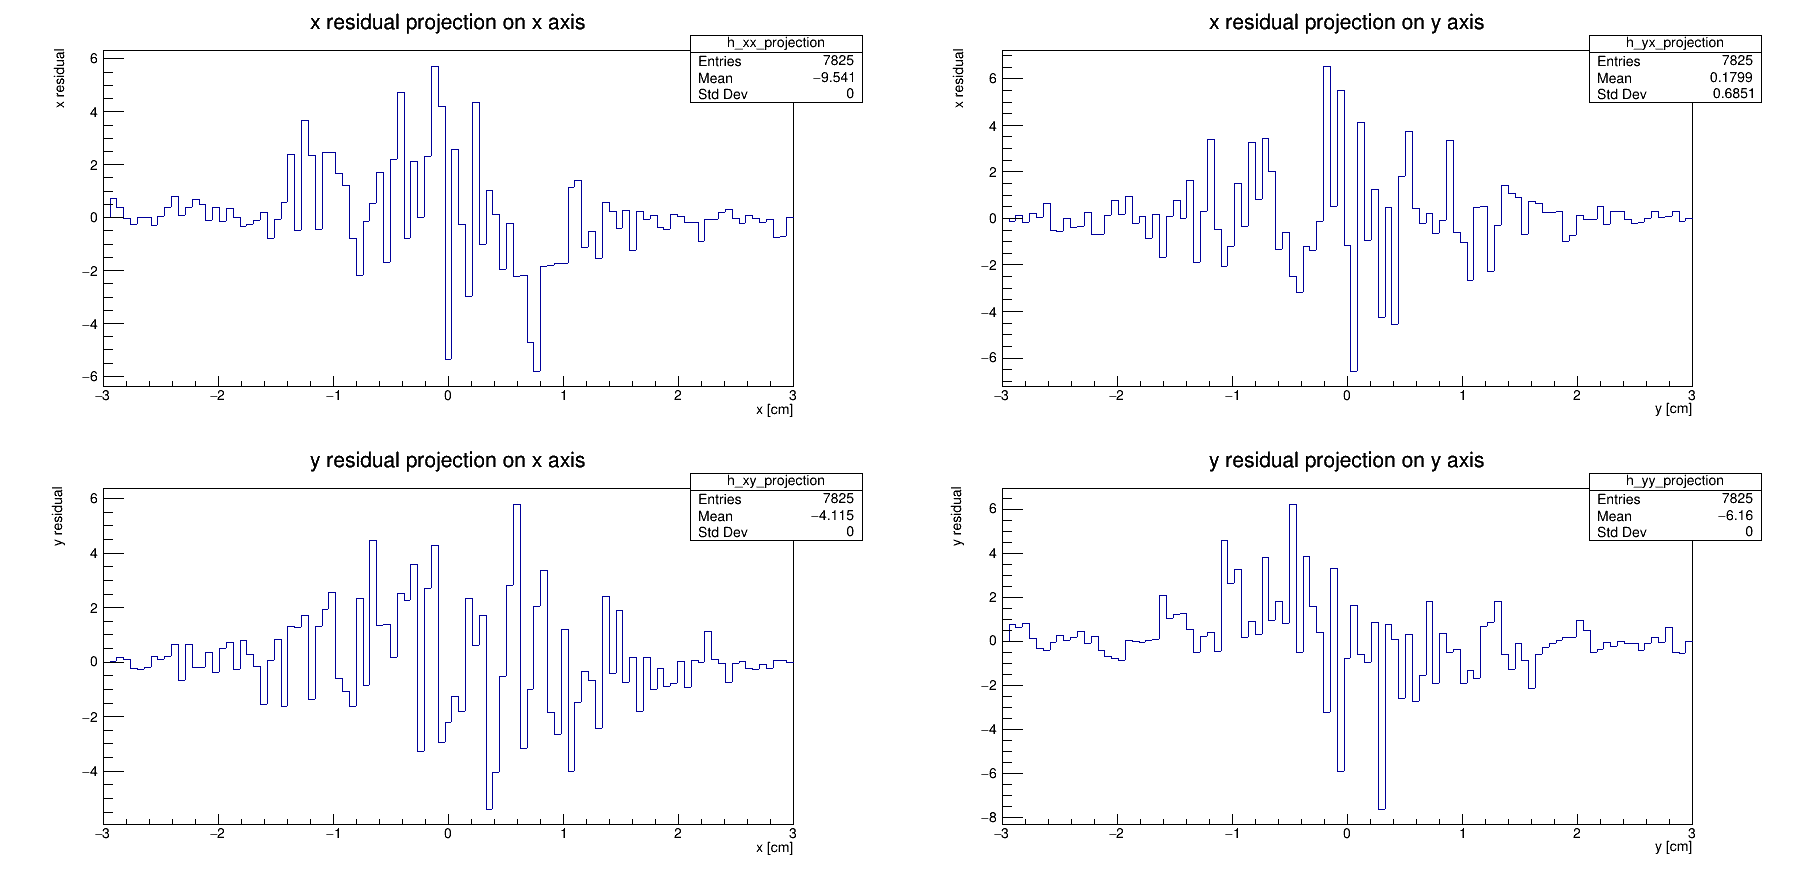 x residual projection on x axis
h_xx_projection
Entries 7825
Mean −9.541
Std Dev 0
x residual
6
4
2
0
−2
−4
−6
−3 −2 −1 0 1 2 3
x [cm]
x residual projection on y axis
h_yx_projection
Entries 7825
Mean 0.1799
Std Dev 0.6851
x residual
6
4
2
0
−2
−4
−6
−3 −2 −1 0 1 2 3
y [cm]
y residual projection on x axis
h_xy_projection
Entries 7825
Mean −4.115
Std Dev 0
y residual
6
4
2
0
−2
−4
−3 −2 −1 0 1 2 3
x [cm]
y residual projection on y axis
h_yy_projection
Entries 7825
Mean −6.16
Std Dev 0
y residual
6
4
2
0
−2
−4
−6
−8
−3 −2 −1 0 1 2 3
y [cm]